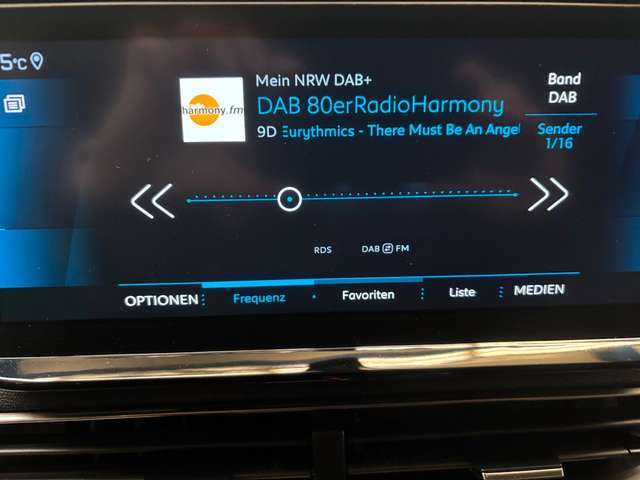 5°C
Mein NRW DAB+
Band
DAB
harmony.fm
DAB 80erRadioHarmony
9D Eurythmics - There Must Be An Angel
Sender
1/16
RDS
DAB FM
OPTIONEN
Frequenz
Favoriten
Liste
MEDIEN